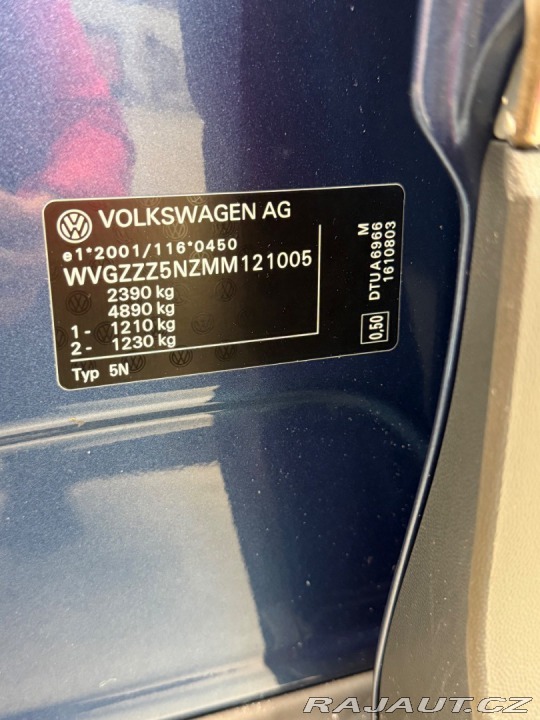 VOLKSWAGEN AG
e1*2001/116*0450
WVGZZZ5NZMM121005
2390 kg
4890 kg
1- 1210 kg
2- 1230 kg
Typ 5N
0,50
DTUA6966 M
1610803
RAJAUT.CZ